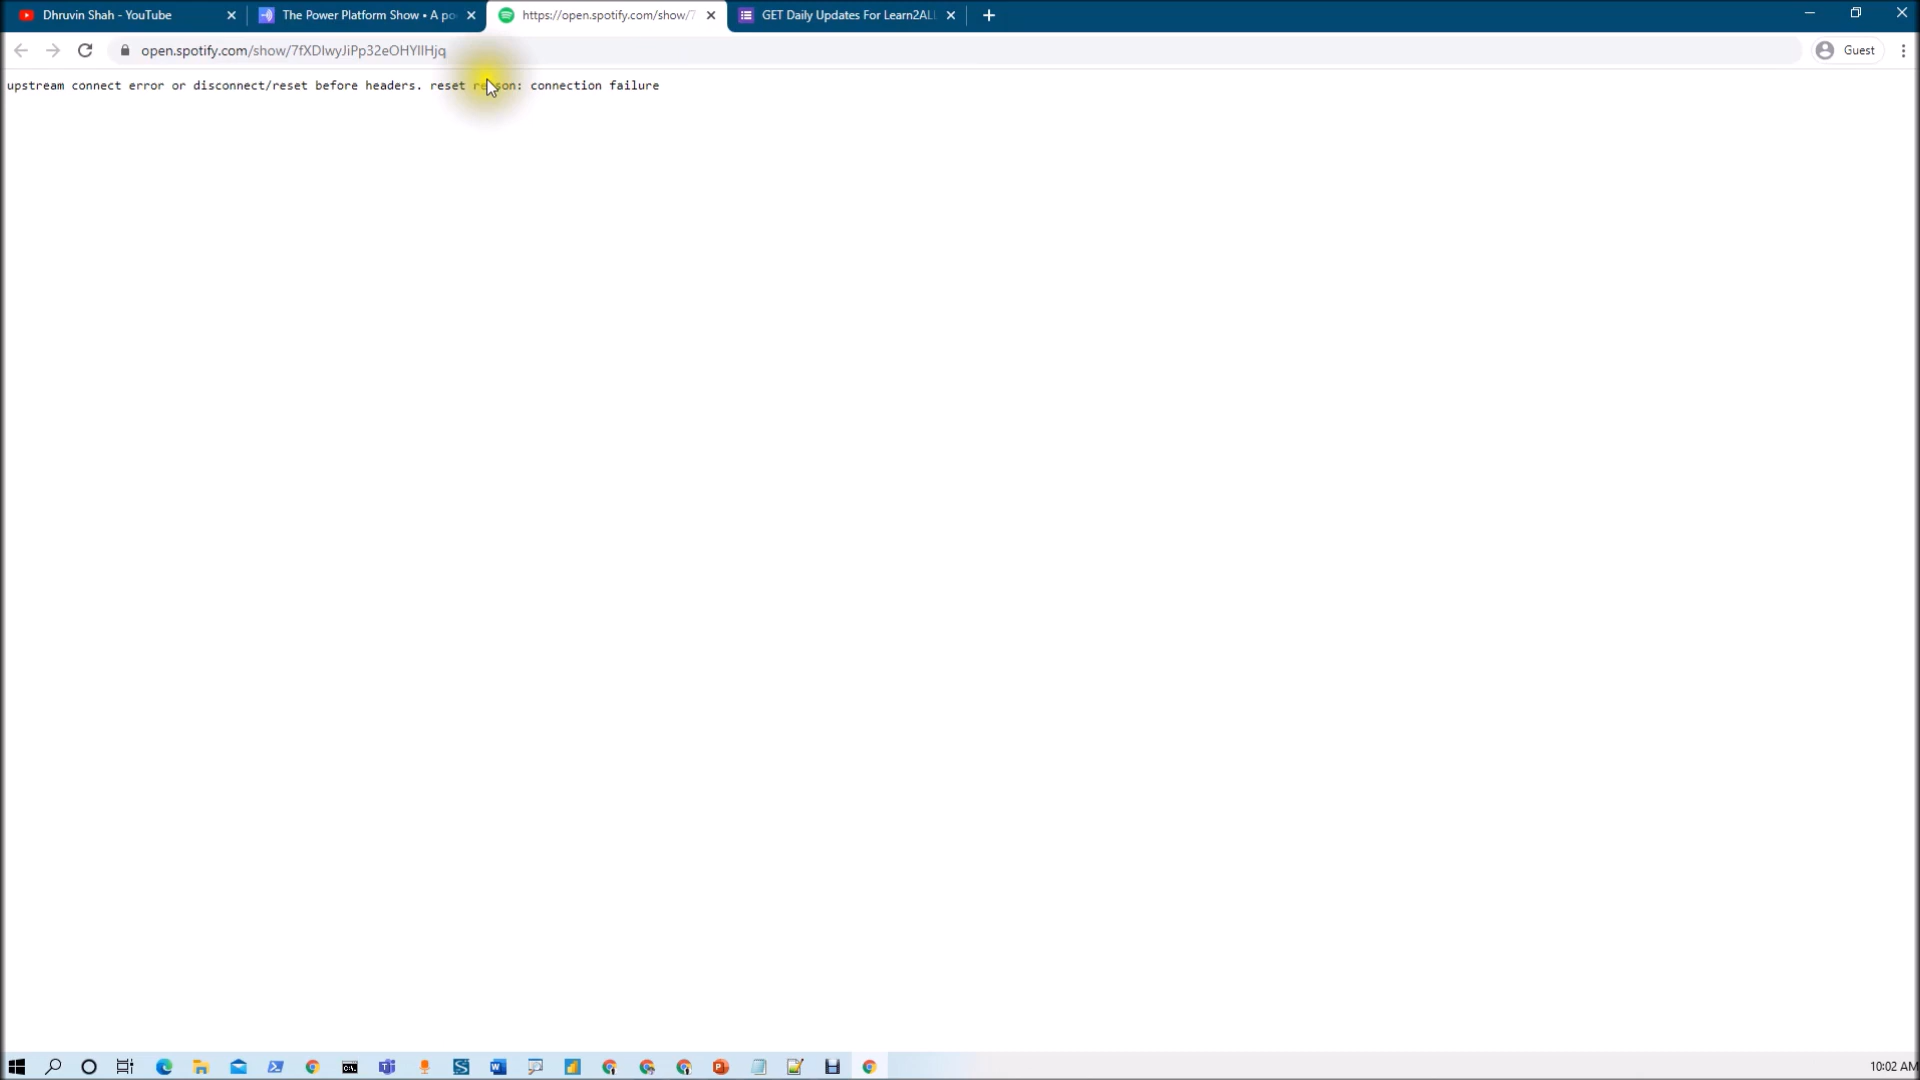 Dhruvin Shah - YouTube
The Power Platform Show • A po
https://open.spotify.com/show/7
GET Daily Updates For Learn2AL
open.spotify.com/show/7fXDIwyJiPp32eOHYIIHjq
Guest
upstream connect error or disconnect/reset before headers. reset reason: connection failure
10:02 AM